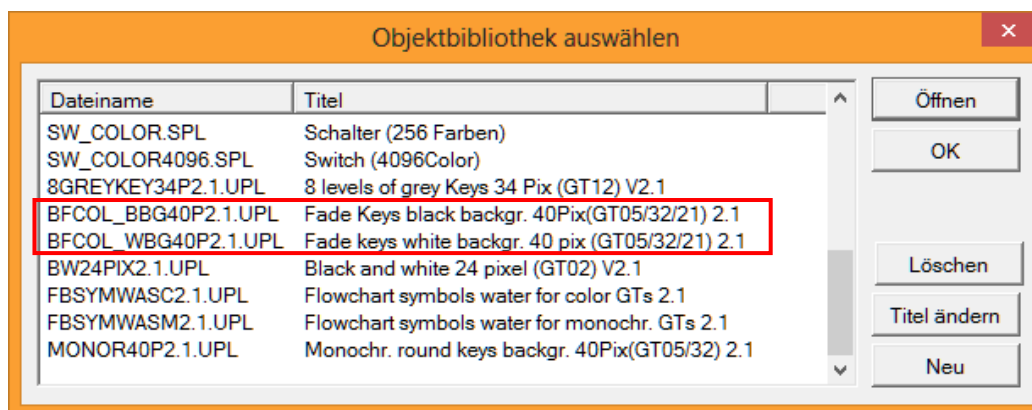 Objektbibliothek auswählen
Dateiname Titel
SW_COLOR.SPL Schalter (256 Farben)
SW_COLOR4096.SPL Switch (4096Color)
8GREYKEY34P2.1.UPL 8 levels of grey Keys 34 Pix (GT12) V2.1
BFCOL_BBG40P2.1.UPL Fade Keys black backgr. 40Pix(GT05/32/21) 2.1
BFCOL_WBG40P2.1.UPL Fade keys white backgr. 40 pix (GT05/32/21) 2.1
BW24PIX2.1.UPL Black and white 24 pixel (GT02) V2.1
FBSYMWASC2.1.UPL Flowchart symbols water for color GTs 2.1
FBSYMWASM2.1.UPL Flowchart symbols water for monochr. GTs 2.1
MONOR40P2.1.UPL Monochr. round keys backgr. 40Pix(GT05/32) 2.1
Öffnen
OK
Löschen
Titel ändern
Neu